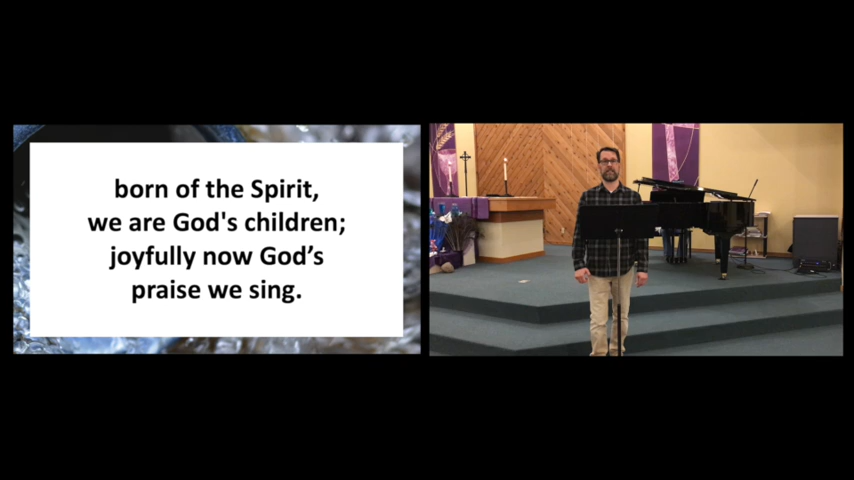 born of the Spirit,
we are God's children;
joyfully now God’s
praise we sing.